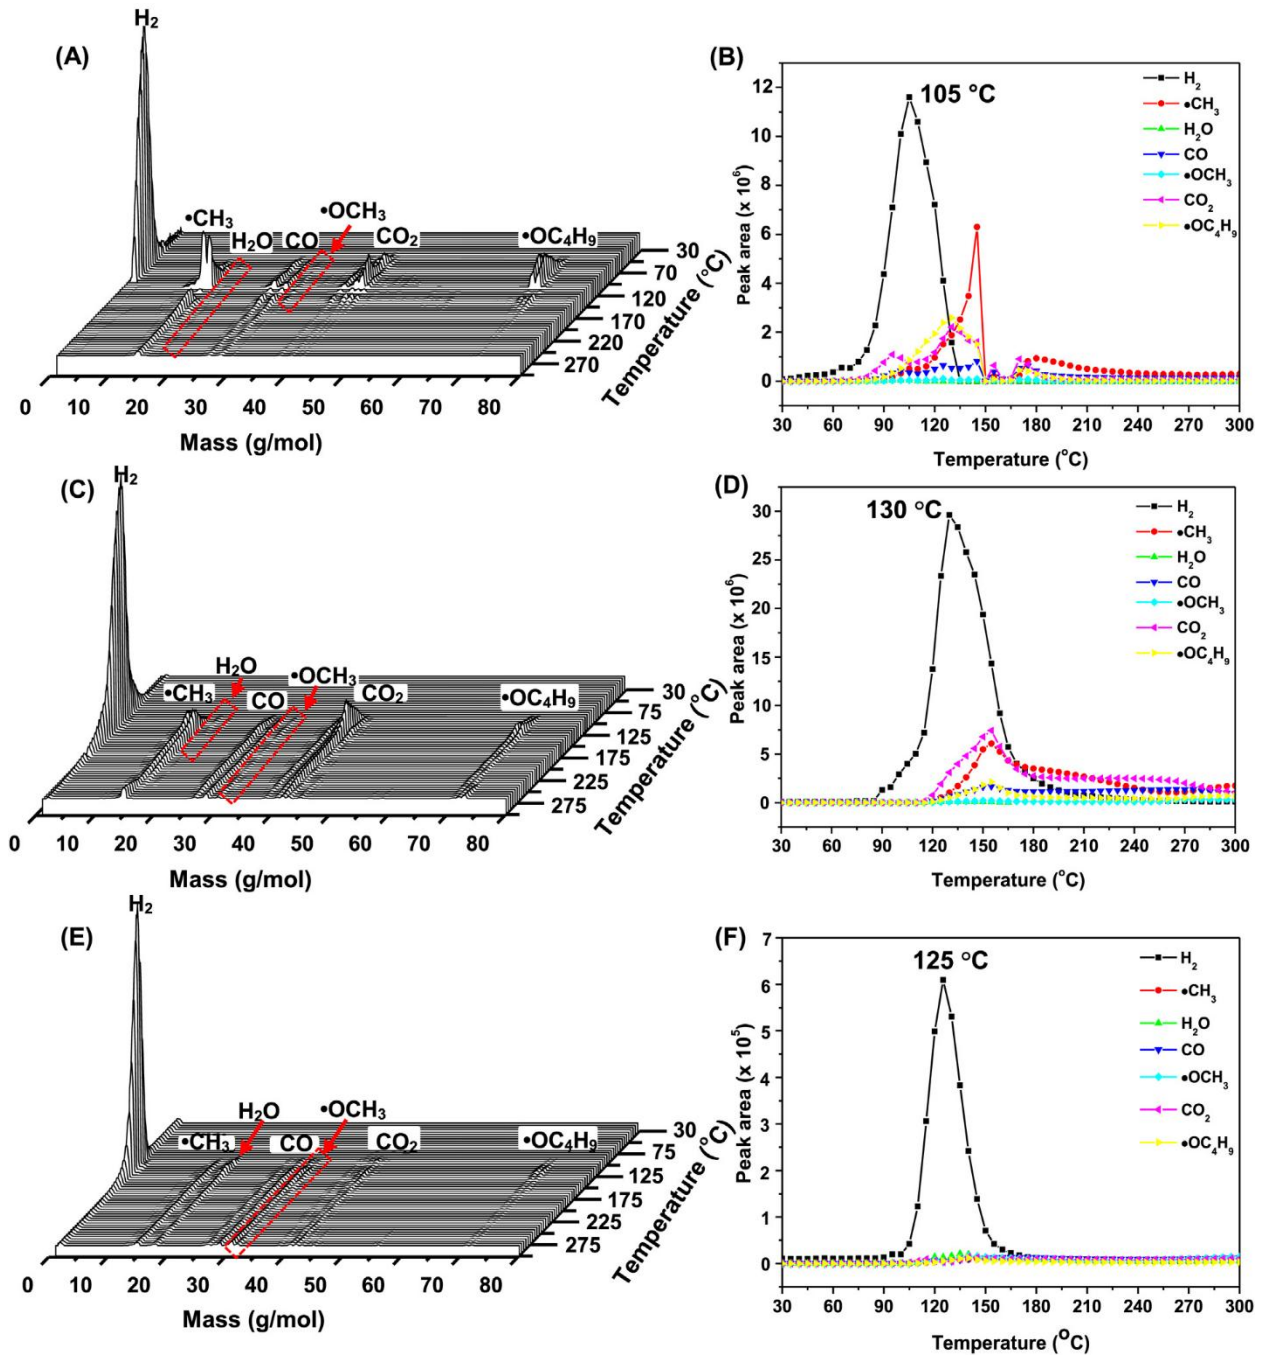 (A)
H₂
•CH₃
H₂O
CO
•OCH₃
CO₂
•OC₄H₉
30
70
120
170
220
270
Temperature (°C)
0 10 20 30 40 50 60 70 80
Mass (g/mol)
(B)
105 °C
H₂
•CH₃
H₂O
CO
•OCH₃
CO₂
•OC₄H₉
12
10
8
6
4
2
0
Peak area (x 10⁶)
30 60 90 120 150 180 210 240 270 300
Temperature (°C)
(C)
H₂
•CH₃
H₂O
CO
•OCH₃
CO₂
•OC₄H₉
30
75
125
175
225
275
Temperature (°C)
0 10 20 30 40 50 60 70 80
Mass (g/mol)
(D)
130 °C
H₂
•CH₃
H₂O
CO
•OCH₃
CO₂
•OC₄H₉
30
25
20
15
10
5
0
Peak area (x 10⁶)
30 60 90 120 150 180 210 240 270 300
Temperature (°C)
(E)
H₂
•CH₃
H₂O
CO
•OCH₃
CO₂
•OC₄H₉
30
75
125
175
225
275
Temperature (°C)
0 10 20 30 40 50 60 70 80
Mass (g/mol)
(F)
125 °C
H₂
•CH₃
H₂O
CO
•OCH₃
CO₂
•OC₄H₉
7
6
5
4
3
2
1
0
Peak area (x 10⁵)
30 60 90 120 150 180 210 240 270 300
Temperature (°C)